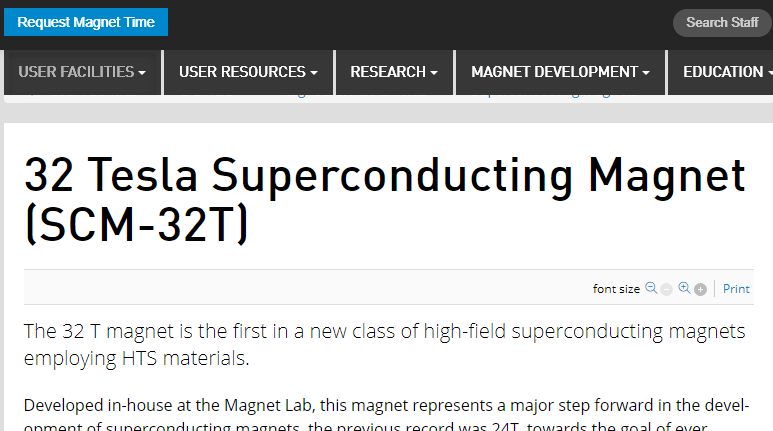 Request Magnet Time
Search Staff
USER FACILITIES
USER RESOURCES
RESEARCH
MAGNET DEVELOPMENT
EDUCATION
32 Tesla Superconducting Magnet
(SCM-32T)
font size
Print
The 32 T magnet is the first in a new class of high-field superconducting magnets
employing HTS materials.
Developed in-house at the Magnet Lab, this magnet represents a major step forward in the devel-
opment of superconducting magnets, the previous record was 24T, towards the goal of ever